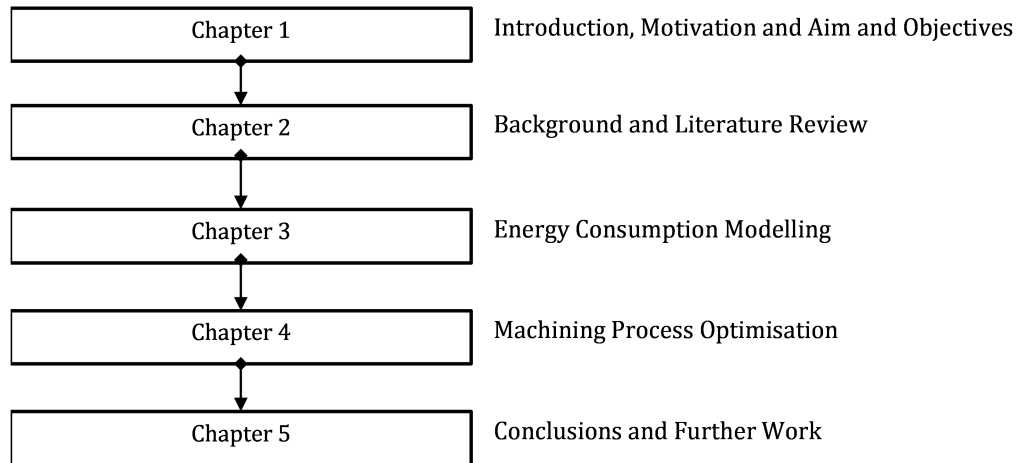 Chapter 1
Introduction, Motivation and Aim and Objectives
Chapter 2
Background and Literature Review
Chapter 3
Energy Consumption Modelling
Chapter 4
Machining Process Optimisation
Chapter 5
Conclusions and Further Work